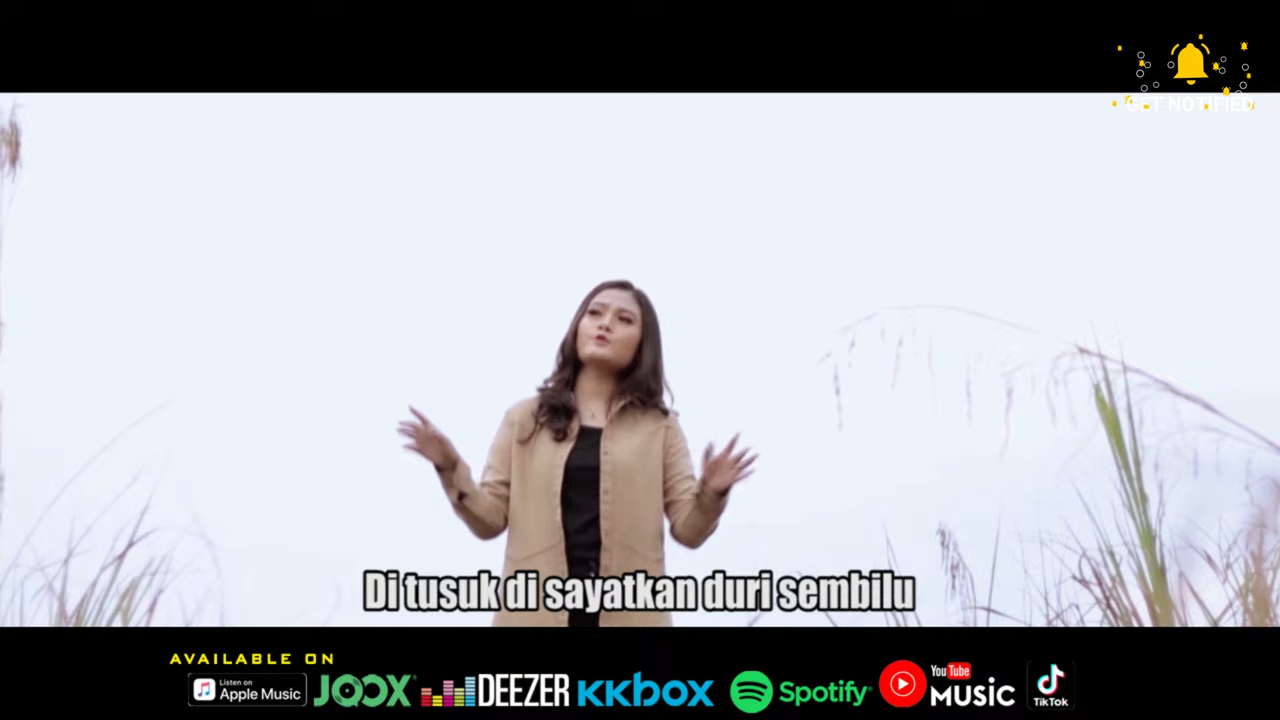 GET NOTIFIED
Di tusuk di sayatkan duri sembilu
AVAILABLE ON
Listen on
Apple Music
JOOX
DEEZER
KKBOX
Spotify
YouTube
MUSIC
TikTok